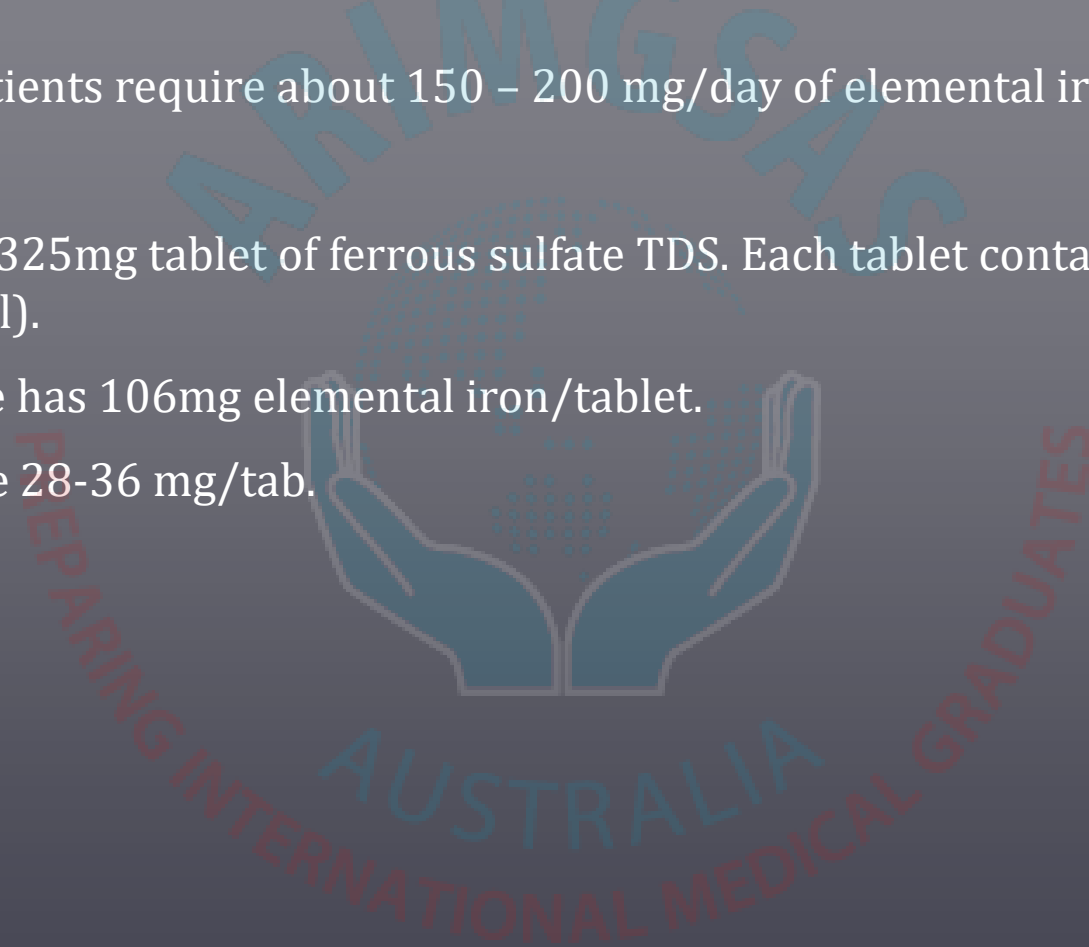 tients require about 150 – 200 mg/day of elemental ir
325mg tablet of ferrous sulfate TDS. Each tablet conta
l).
e has 106mg elemental iron/tablet.
e 28-36 mg/tab.
ARIMGSAS
AUSTRALIA
PREPARING INTERNATIONAL MEDICAL GRADUATES